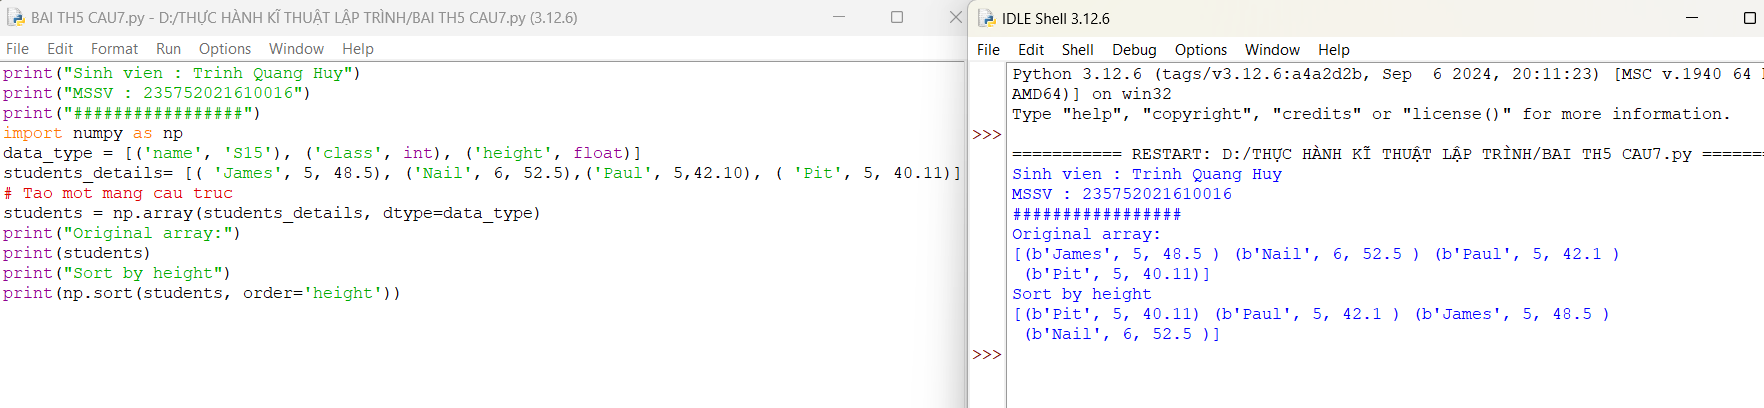 BAI TH5 CAU7.py - D:/THỰC HÀNH KĨ THUẬT LẬP TRÌNH/BAI TH5 CAU7.py (3.12.6)
File Edit Format Run Options Window Help
print("Sinh vien : Trinh Quang Huy")
print("MSSV : 235752021610016")
print("#################")
import numpy as np
data_type = [('name', 'S15'), ('class', int), ('height', float)]
students_details= [( 'James', 5, 48.5), ('Nail', 6, 52.5),('Paul', 5,42.10), ( 'Pit', 5, 40.11)]
# Tao mot mang cau truc
students = np.array(students_details, dtype=data_type)
print("Original array:")
print(students)
print("Sort by height")
print(np.sort(students, order='height'))
IDLE Shell 3.12.6
File Edit Shell Debug Options Window Help
Python 3.12.6 (tags/v3.12.6:a4a2d2b, Sep  6 2024, 20:11:23) [MSC v.1940 64
AMD64)] on win32
Type "help", "copyright", "credits" or "license()" for more information.
>>>
=========== RESTART: D:/THỰC HÀNH KĨ THUẬT LẬP TRÌNH/BAI TH5 CAU7.py =======
Sinh vien : Trinh Quang Huy
MSSV : 235752021610016
#################
Original array:
[(b'James', 5, 48.5 ) (b'Nail', 6, 52.5 ) (b'Paul', 5, 42.1 )
 (b'Pit', 5, 40.11)]
Sort by height
[(b'Pit', 5, 40.11) (b'Paul', 5, 42.1 ) (b'James', 5, 48.5 )
 (b'Nail', 6, 52.5 )]
>>>